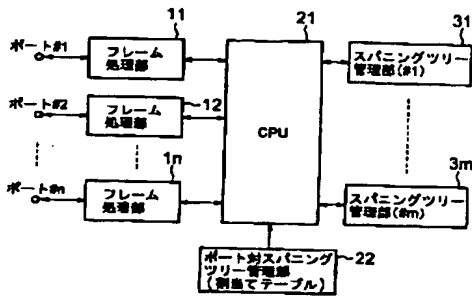 11
21
31
ポート#1
フレーム
処理部
スパニングツリー
管理部(#1)
ポート#2
12
フレーム
処理部
CPU
1n
3m
ポート#n
フレーム
処理部
スパニングツリー
管理部(#m)
ポート対スパニング
ツリー管理部
(割当てテーブル)
22